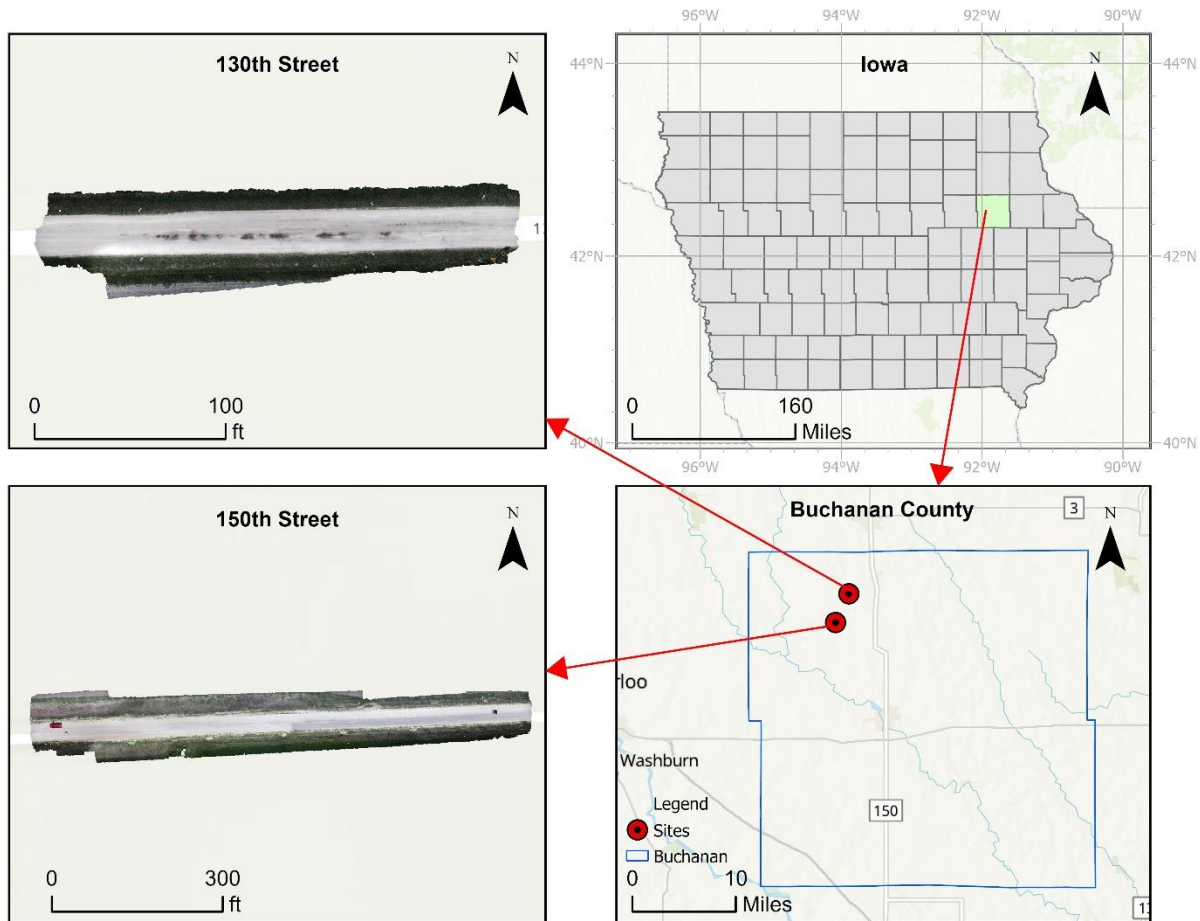 130th Street
N
0 100
ft
96°W 94°W 92°W 90°W
Iowa
N
44°N 44°N
42°N 42°N
40°N 40°N
0 160
Miles
96°W 94°W 92°W 90°W
150th Street
N
0 300
ft
Buchanan County
3
N
rloo
Washburn
150
Legend
Sites
Buchanan
0 10
Miles